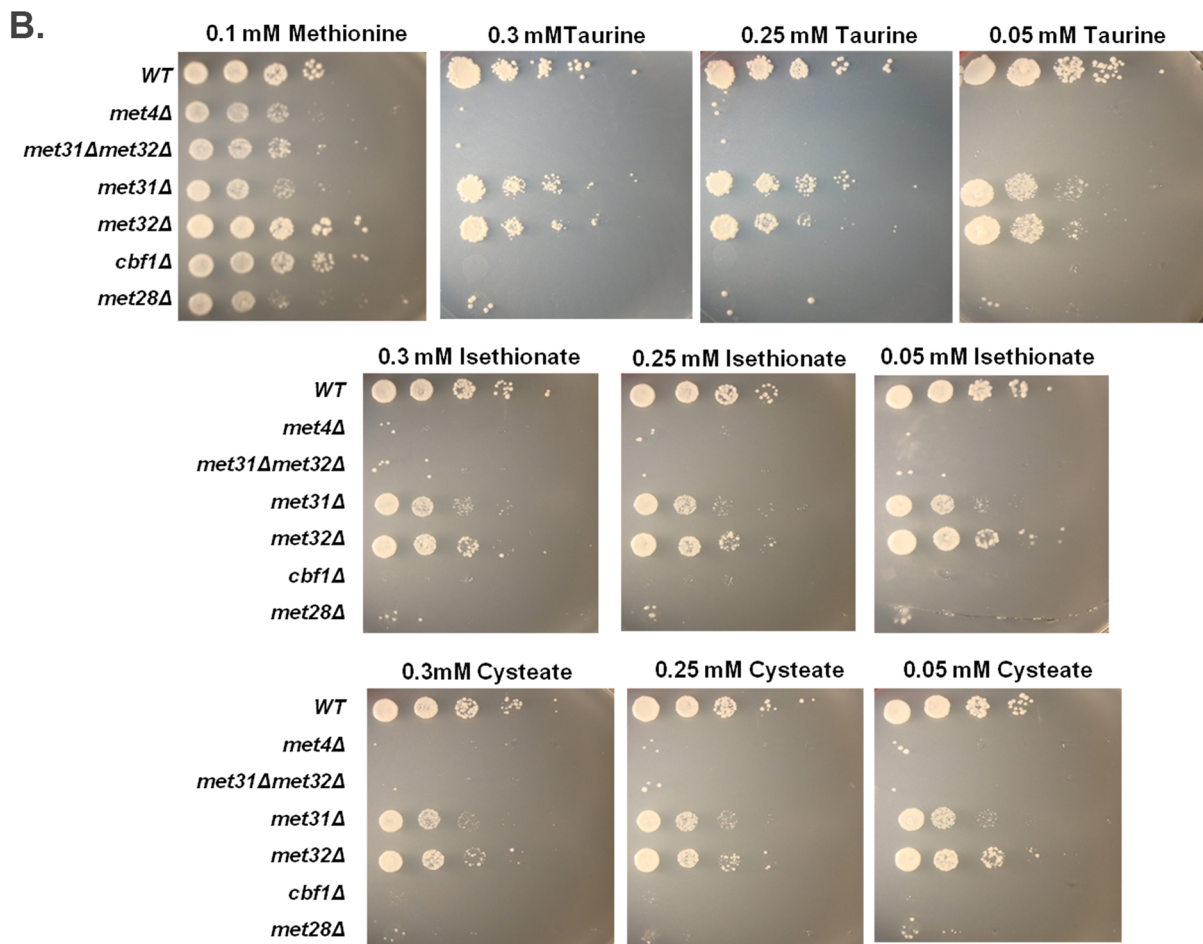 B.
0.1 mM Methionine 0.3 mMTaurine 0.25 mM Taurine 0.05 mM Taurine
WT
met4Δ
met31Δmet32Δ
met31Δ
met32Δ
cbf1Δ
met28Δ
0.3 mM Isethionate 0.25 mM Isethionate 0.05 mM Isethionate
WT
met4Δ
met31Δmet32Δ
met31Δ
met32Δ
cbf1Δ
met28Δ
0.3mM Cysteate 0.25 mM Cysteate 0.05 mM Cysteate
WT
met4Δ
met31Δmet32Δ
met31Δ
met32Δ
cbf1Δ
met28Δ